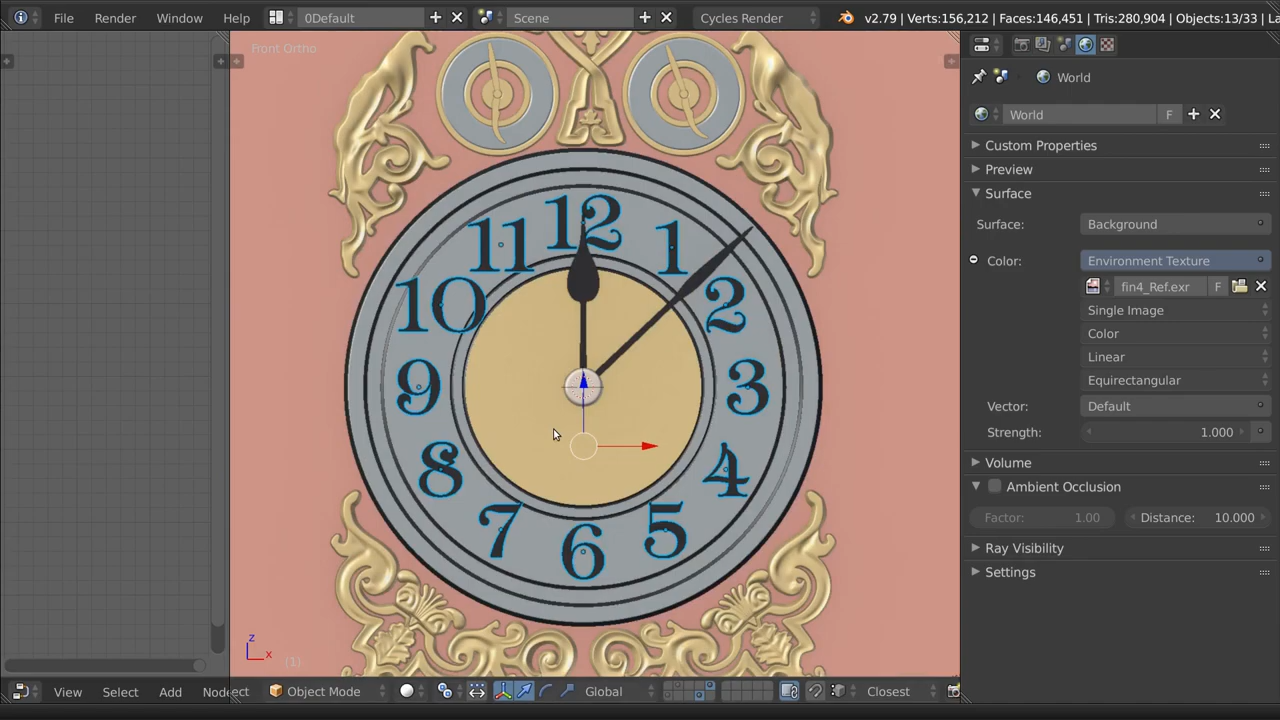 File Render Window Help 0Default Scene Cycles Render v2.79 | Verts:156,212 | Faces:146,451 | Tris:280,904 | Objects:13/33 | La
Front Ortho
World
World F
Custom Properties
Preview
Surface
Surface: Background
Color: Environment Texture
fin4_Ref.exr F
Single Image
Color
Linear
Equirectangular
Vector: Default
Strength: 1.000
Volume
Ambient Occlusion
Factor: 1.00 Distance: 10.000
Ray Visibility
Settings
12
11 1
10 2
9 3
8 4
7 5
6
z
x
(1)
View Select Add Node ect Object Mode Global Closest